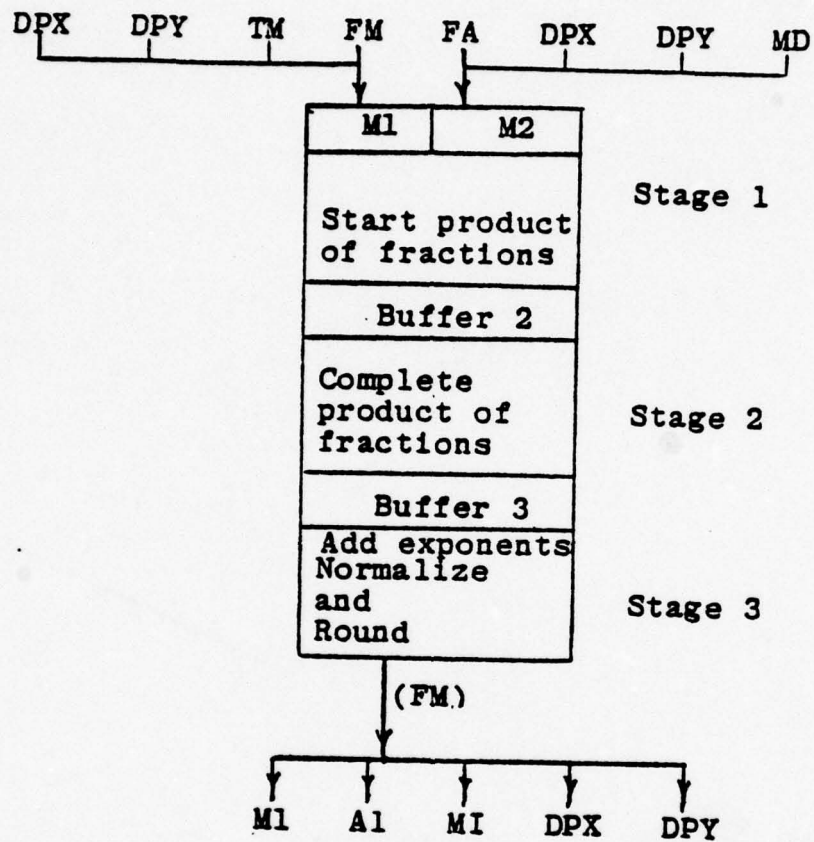 DPX DPY TM FM FA DPX DPY MD
M1 M2
Stage 1
Start product
of fractions
Buffer 2
Complete
product of
fractions
Stage 2
Buffer 3
Add exponents
Normalize
and
Round
Stage 3
(FM)
M1 A1 MI DPX DPY